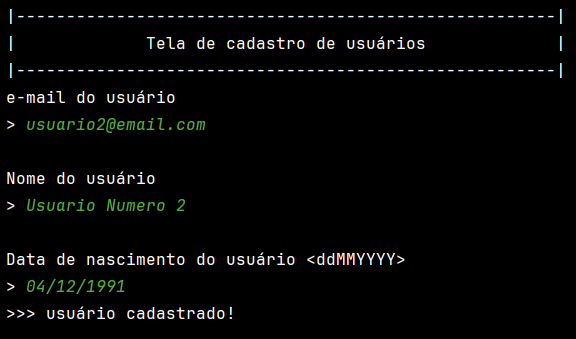 |------------------------------------------------------|
|             Tela de cadastro de usuários             |
|------------------------------------------------------|
e-mail do usuário
> usuario2@email.com

Nome do usuário
> Usuario Numero 2

Data de nascimento do usuário <ddMMYYYY>
> 04/12/1991
>>> usuário cadastrado!